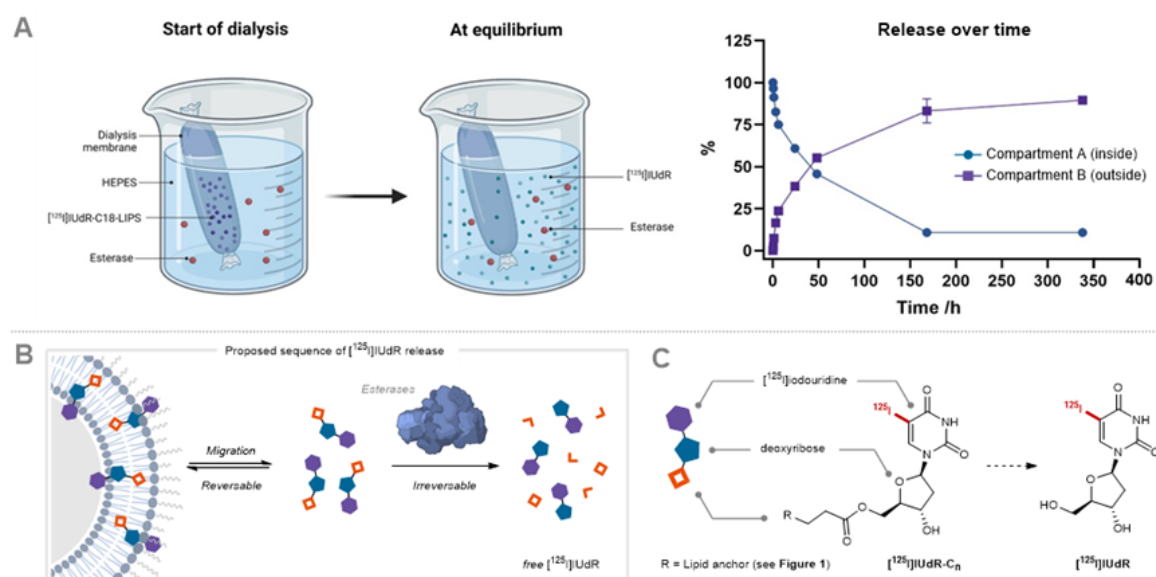 A
Start of dialysis
At equilibrium
Dialysis
membrane
HEPES
[¹²⁵I]IUdR-C18-LIPS
Esterase
[¹²⁵I]IUdR
Esterase
Release over time
%
125
100
75
50
25
0
0 50 100 150 200 250 300 350 400
Time /h
Compartment A (inside)
Compartment B (outside)
B
Proposed sequence of [¹²⁵I]IUdR release
Esterases
Migration
Reversable
Irreversable
free [¹²⁵I]IUdR
C
[¹²⁵I]iodouridine
deoxyribose
R = Lipid anchor (see Figure 1)
¹²⁵I
O
NH
N
O
O
O
R
O
OH
[¹²⁵I]IUdR-Cn
¹²⁵I
O
NH
N
O
HO
O
OH
[¹²⁵I]IUdR